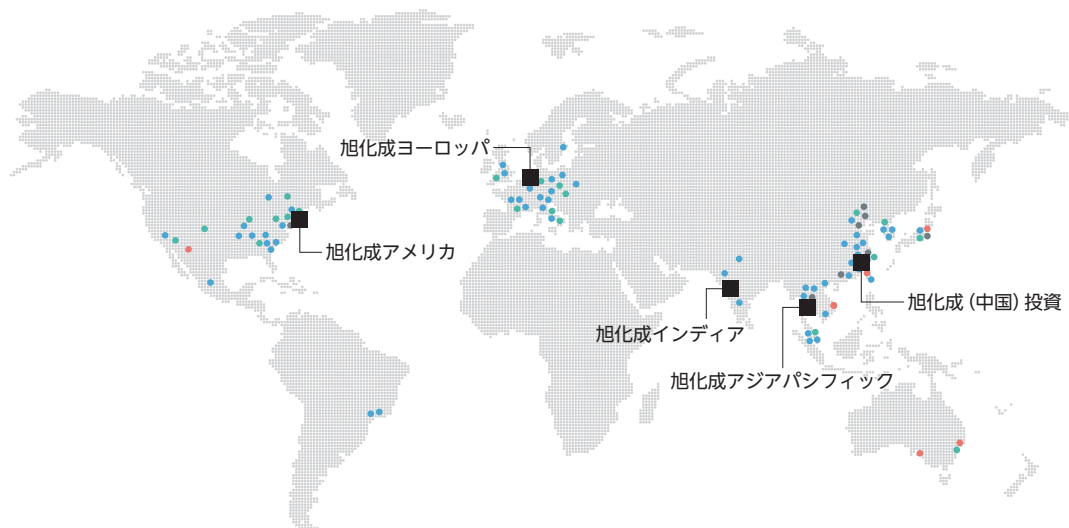 旭化成ヨーロッパ
旭化成アメリカ
旭化成（中国）投資
旭化成インディア
旭化成アジアパシフィック